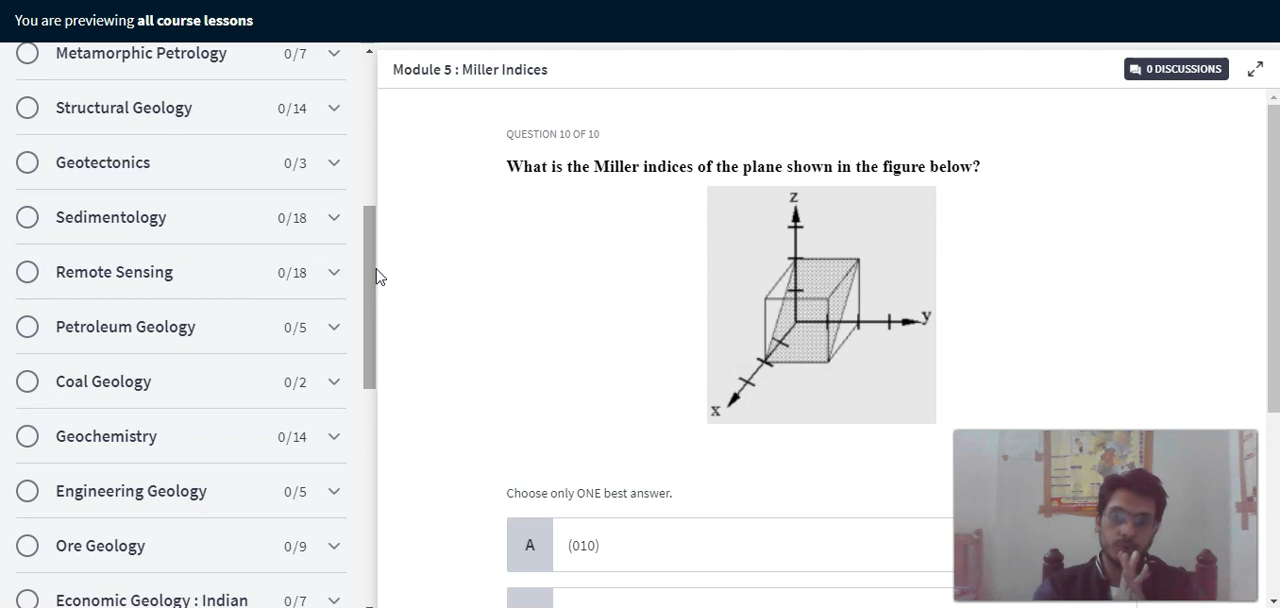 You are previewing all course lessons
Metamorphic Petrology 0/7
Structural Geology 0/14
Geotectonics 0/3
Sedimentology 0/18
Remote Sensing 0/18
Petroleum Geology 0/5
Coal Geology 0/2
Geochemistry 0/14
Engineering Geology 0/5
Ore Geology 0/9
Economic Geology : Indian 0/7
Module 5 : Miller Indices
0 DISCUSSIONS
QUESTION 10 OF 10
What is the Miller indices of the plane shown in the figure below?
z
y
x
Choose only ONE best answer.
A (010)